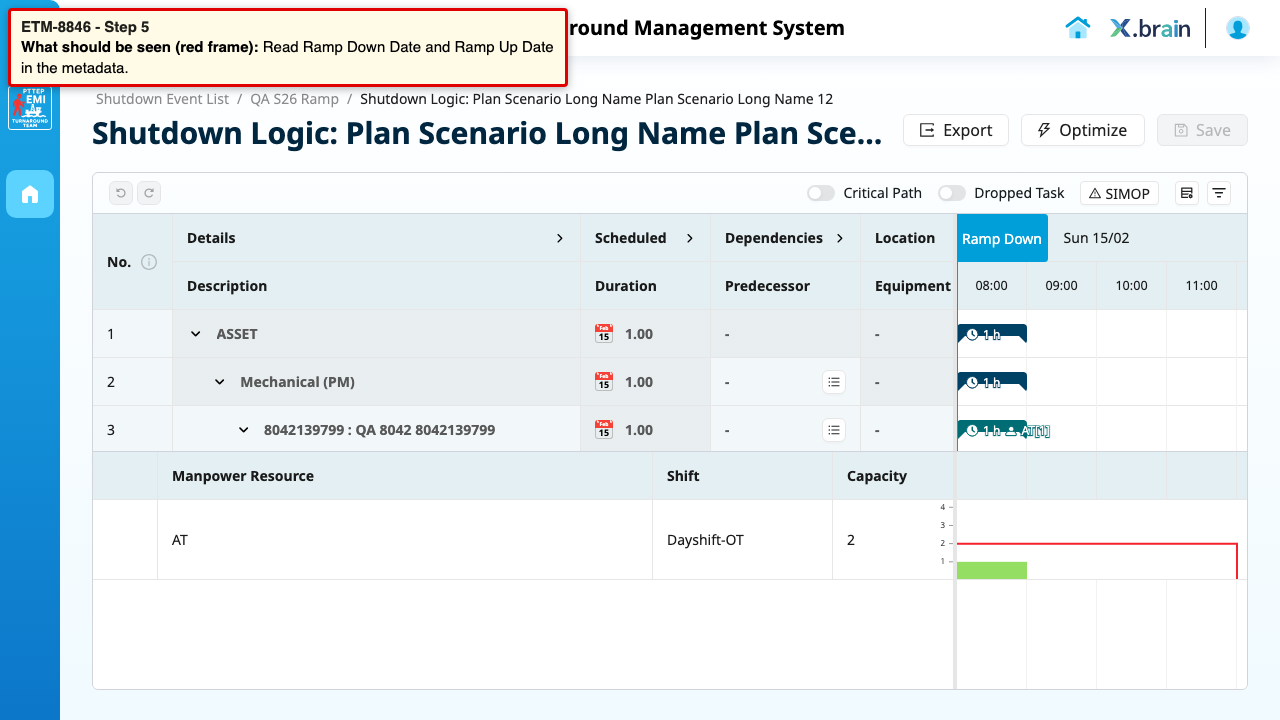 ETM-8846 - Step 5
What should be seen (red frame): Read Ramp Down Date and Ramp Up Date
in the metadata.
round Management System
X.brain
PTTEP
EMI
TURNAROUND
TEAM
Shutdown Event List / QA S26 Ramp / Shutdown Logic: Plan Scenario Long Name Plan Scenario Long Name 12
Shutdown Logic: Plan Scenario Long Name Plan Sce...
Export
Optimize
Save
Critical Path
Dropped Task
SIMOP
No.
Details
Scheduled
Dependencies
Location
Ramp Down
Sun 15/02
Description
Duration
Predecessor
Equipment
08:00
09:00
10:00
11:00
1
ASSET
Feb
15
1.00
-
-
1 h
2
Mechanical (PM)
Feb
15
1.00
-
-
1 h
3
8042139799 : QA 8042 8042139799
Feb
15
1.00
-
-
1 h
AT[1]
Manpower Resource
Shift
Capacity
AT
Dayshift-OT
2
4
3
2
1